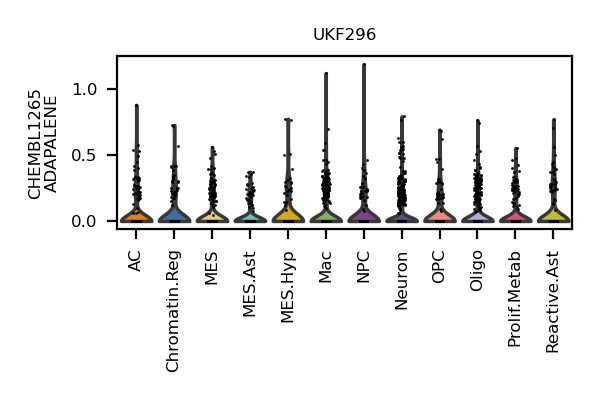 UKF296
CHEMBL1265
ADAPALENE
1.0
0.5
0.0
AC
Chromatin.Reg
MES
MES.Ast
MES.Hyp
Mac
NPC
Neuron
OPC
Oligo
Prolif.Metab
Reactive.Ast